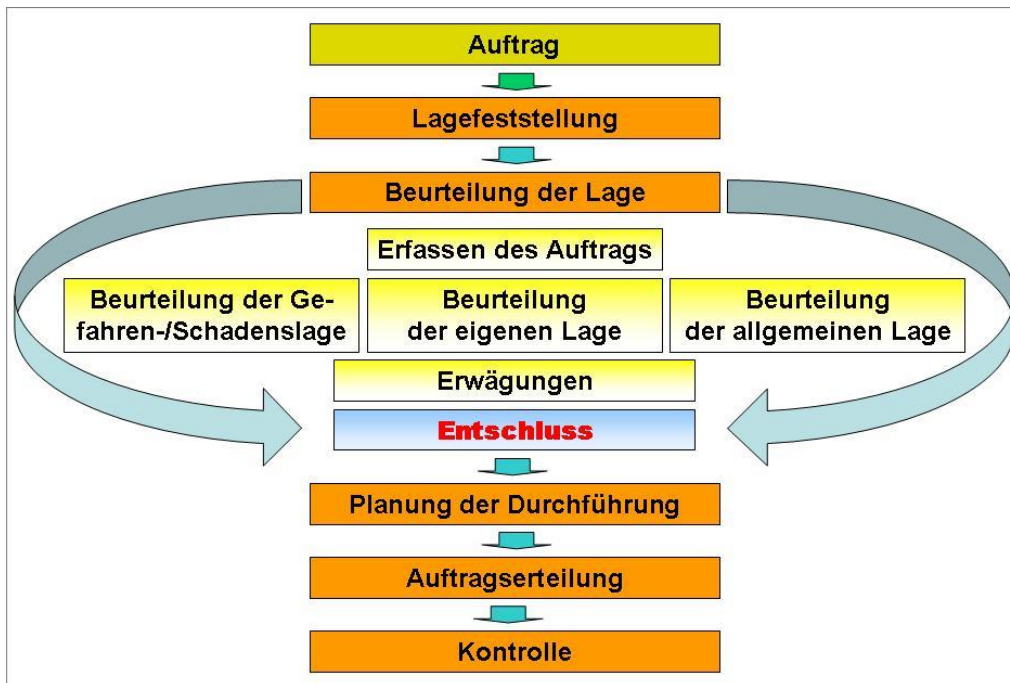 Auftrag
Lagefeststellung
Beurteilung der Lage
Erfassen des Auftrags
Beurteilung der Ge-
fahren-/Schadenslage
Beurteilung
der eigenen Lage
Beurteilung
der allgemeinen Lage
Erwägungen
Entschluss
Planung der Durchführung
Auftragserteilung
Kontrolle